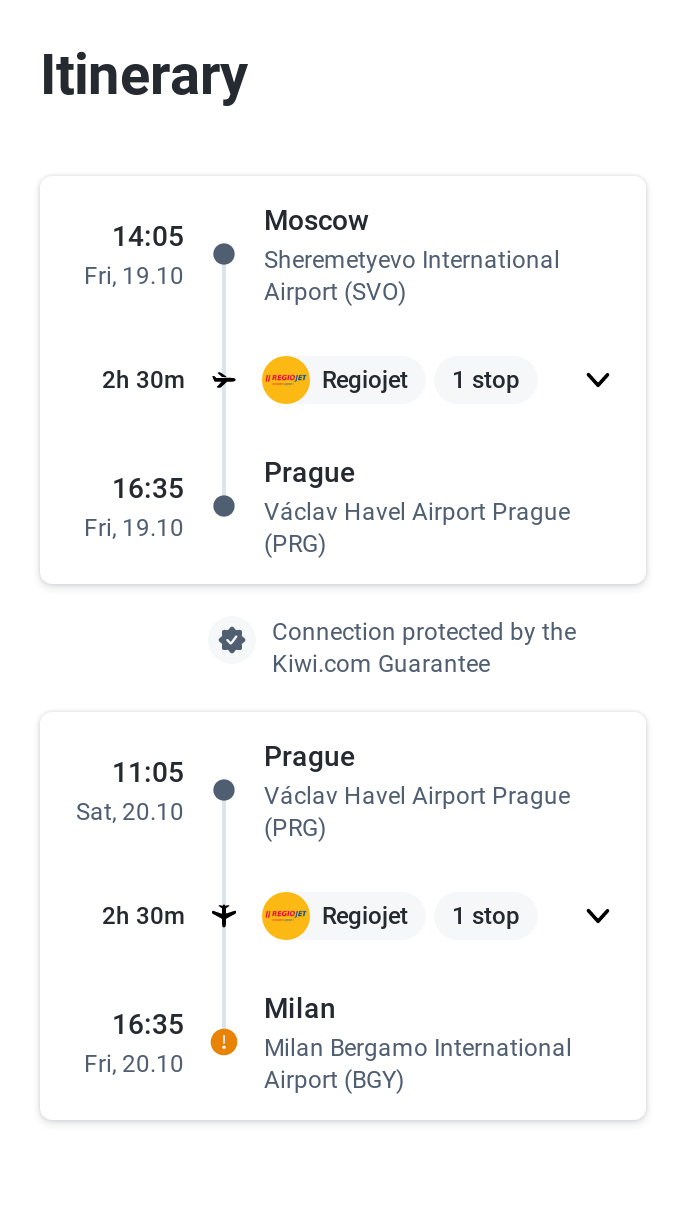 Itinerary
14:05
Fri, 19.10
Moscow
Sheremetyevo International
Airport (SVO)
2h 30m
REGIOJET
Regiojet
1 stop
16:35
Fri, 19.10
Prague
Václav Havel Airport Prague
(PRG)
Connection protected by the
Kiwi.com Guarantee
11:05
Sat, 20.10
Prague
Václav Havel Airport Prague
(PRG)
2h 30m
REGIOJET
Regiojet
1 stop
16:35
Fri, 20.10
Milan
Milan Bergamo International
Airport (BGY)